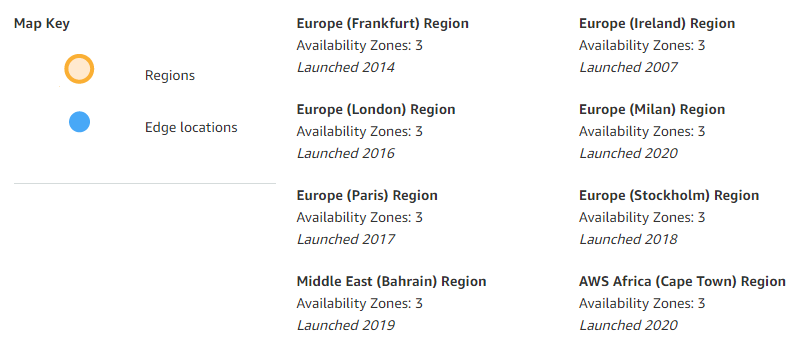 Map Key
Regions
Edge locations
Europe (Frankfurt) Region
Availability Zones: 3
Launched 2014
Europe (Ireland) Region
Availability Zones: 3
Launched 2007
Europe (London) Region
Availability Zones: 3
Launched 2016
Europe (Milan) Region
Availability Zones: 3
Launched 2020
Europe (Paris) Region
Availability Zones: 3
Launched 2017
Europe (Stockholm) Region
Availability Zones: 3
Launched 2018
Middle East (Bahrain) Region
Availability Zones: 3
Launched 2019
AWS Africa (Cape Town) Region
Availability Zones: 3
Launched 2020